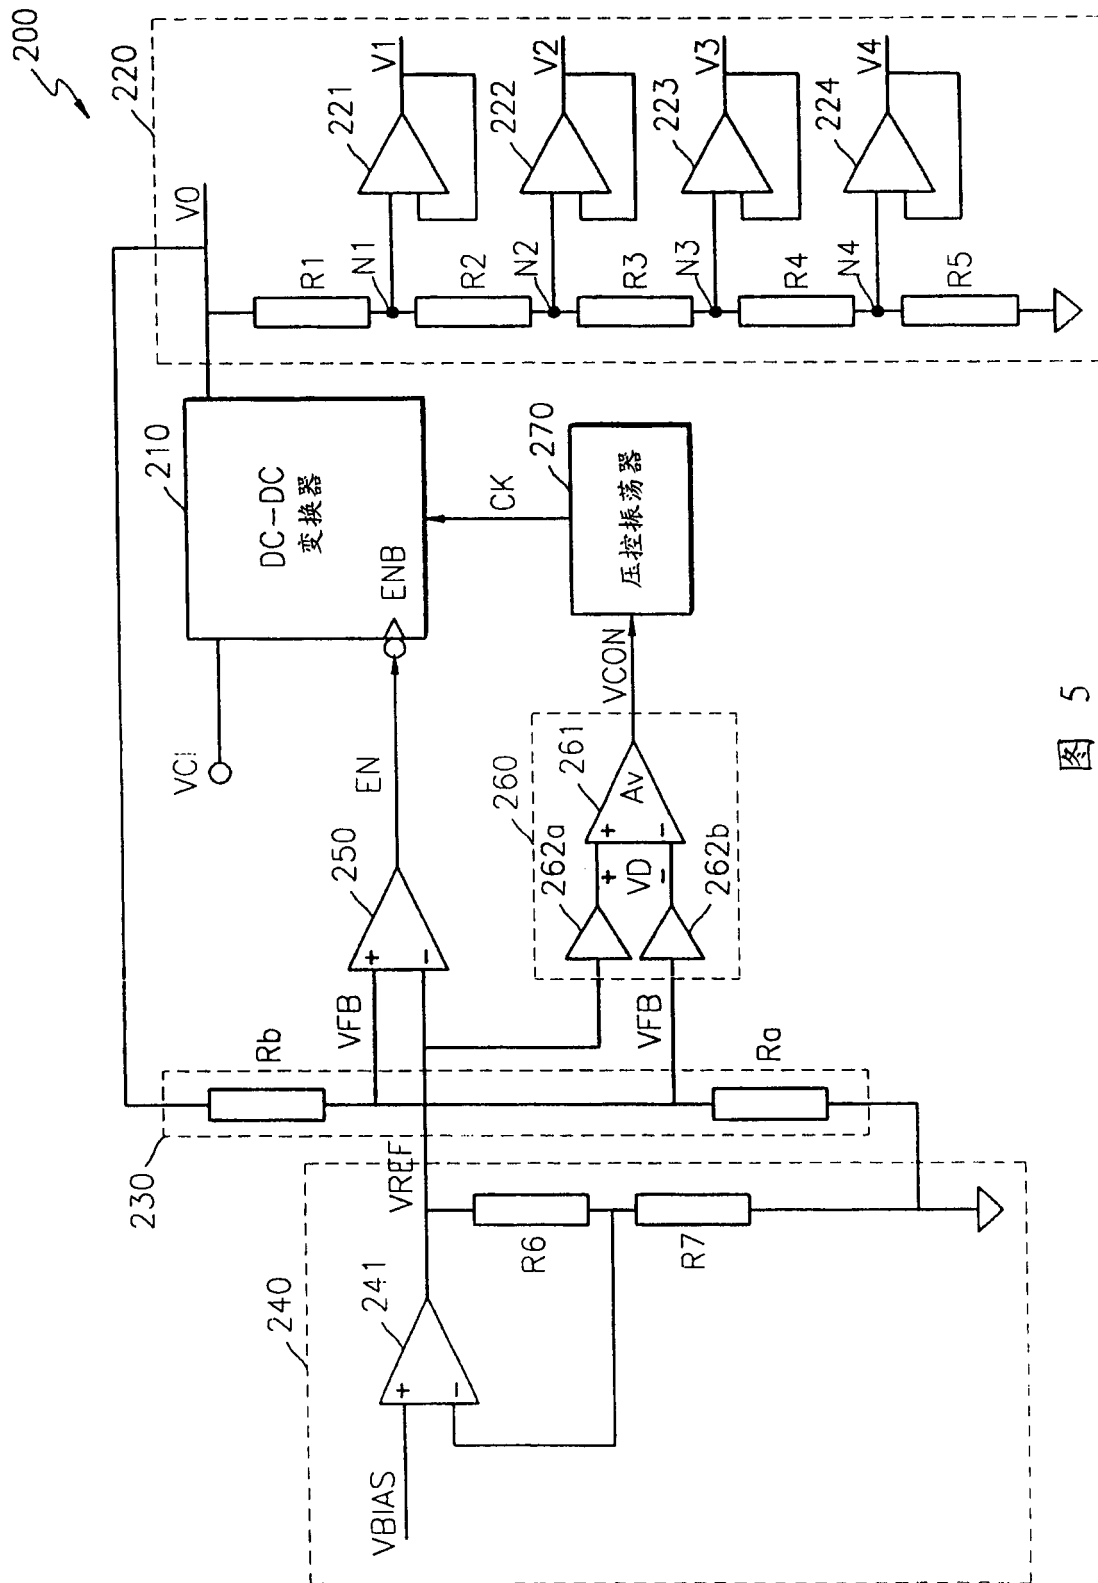 200
220
V0
R1
N1
R2
N2
R3
N3
R4
N4
R5
221
V1
222
V2
223
V3
224
V4
210
DC-DC
变换器
ENB
VCI
EN
CK
270
压控振荡器
VCON
250
+
-
VFB
260
261
+
-
Av
262a
+
VD
-
262b
VFB
230
Rb
Ra
VREF
240
241
+
-
VBIAS
R6
R7
图 5